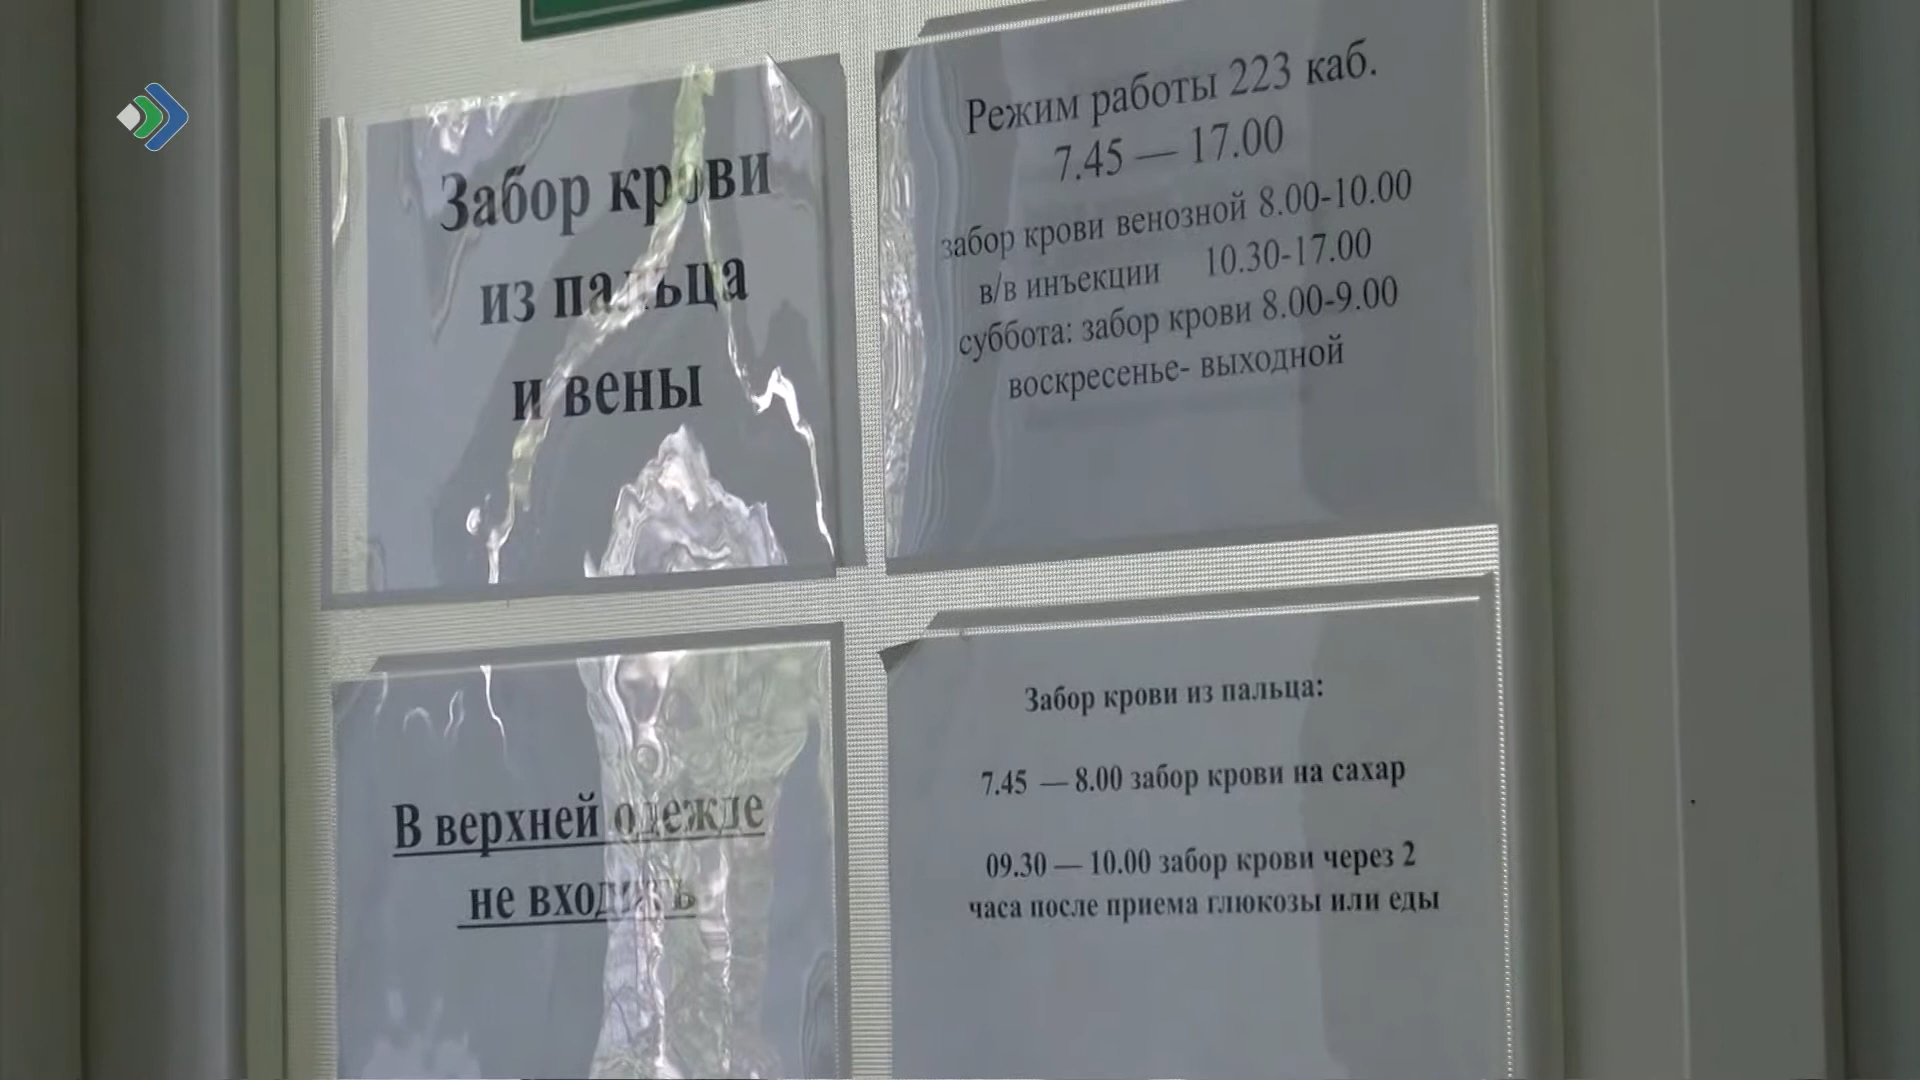 Забор крови
из пальца
и вены
Режим работы 223 каб.
7.45 — 17.00
забор крови венозной 8.00-10.00
в/в инъекции 10.30-17.00
суббота: забор крови 8.00-9.00
воскресенье- выходной
В верхней одежде
не входить
Забор крови из пальца:
7.45 — 8.00 забор крови на сахар
09.30 — 10.00 забор крови через 2
часа после приема глюкозы или еды